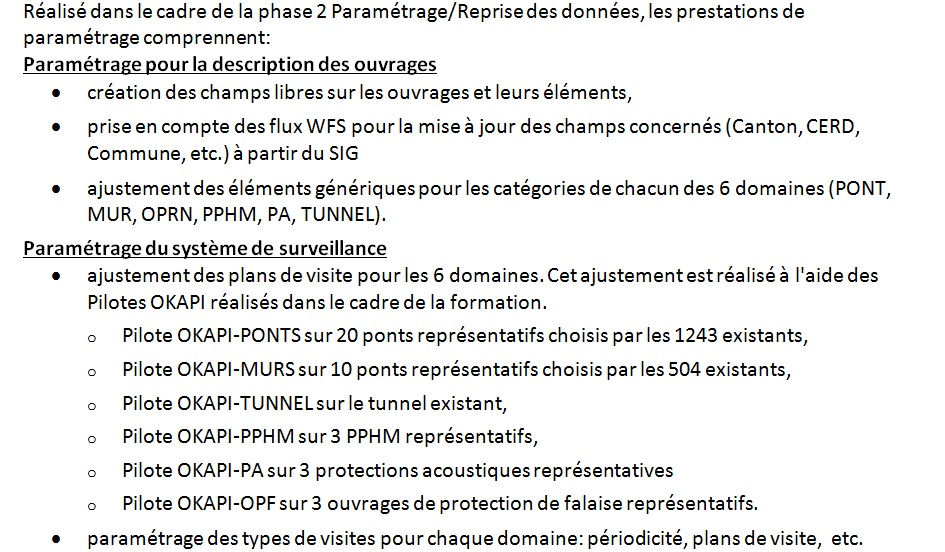 Réalisé dans le cadre de la phase 2 Paramétrage/Reprise des données, les prestations de
paramétrage comprennent:
Paramétrage pour la description des ouvrages
• création des champs libres sur les ouvrages et leurs éléments,
• prise en compte des flux WFS pour la mise à jour des champs concernés (Canton, CERD,
Commune, etc.) à partir du SIG
• ajustement des éléments génériques pour les catégories de chacun des 6 domaines (PONT,
MUR, OPRN, PPHM, PA, TUNNEL).
Paramétrage du système de surveillance
• ajustement des plans de visite pour les 6 domaines. Cet ajustement est réalisé à l'aide des
Pilotes OKAPI réalisés dans le cadre de la formation.
o Pilote OKAPI-PONTS sur 20 ponts représentatifs choisis par les 1243 existants,
o Pilote OKAPI-MURS sur 10 ponts représentatifs choisis par les 504 existants,
o Pilote OKAPI-TUNNEL sur le tunnel existant,
o Pilote OKAPI-PPHM sur 3 PPHM représentatifs,
o Pilote OKAPI-PA sur 3 protections acoustiques représentatives
o Pilote OKAPI-OPF sur 3 ouvrages de protection de falaise représentatifs.
• paramétrage des types de visites pour chaque domaine: périodicité, plans de visite, etc.